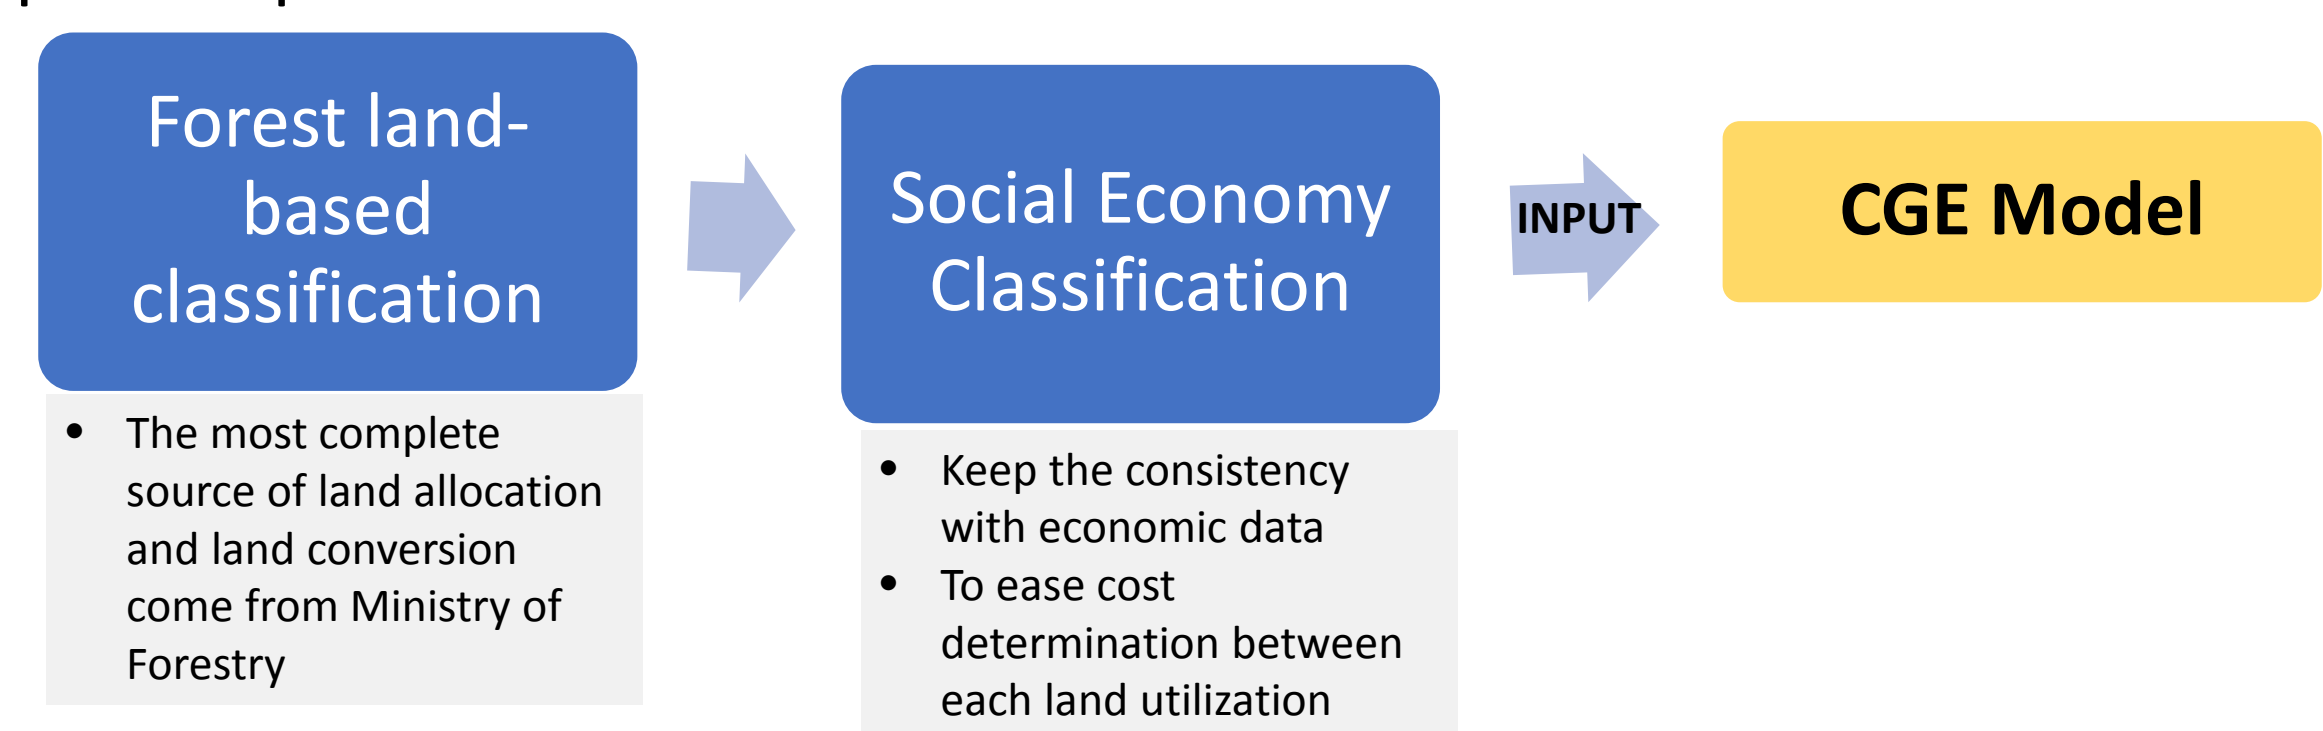 Forest land-
based
classification
The most complete
source of land allocation
and land conversion
come from Ministry of
Forestry
Social Economy
Classification
Keep the consistency
with economic data
To ease cost
determination between
each land utilization
INPUT
CGE Model